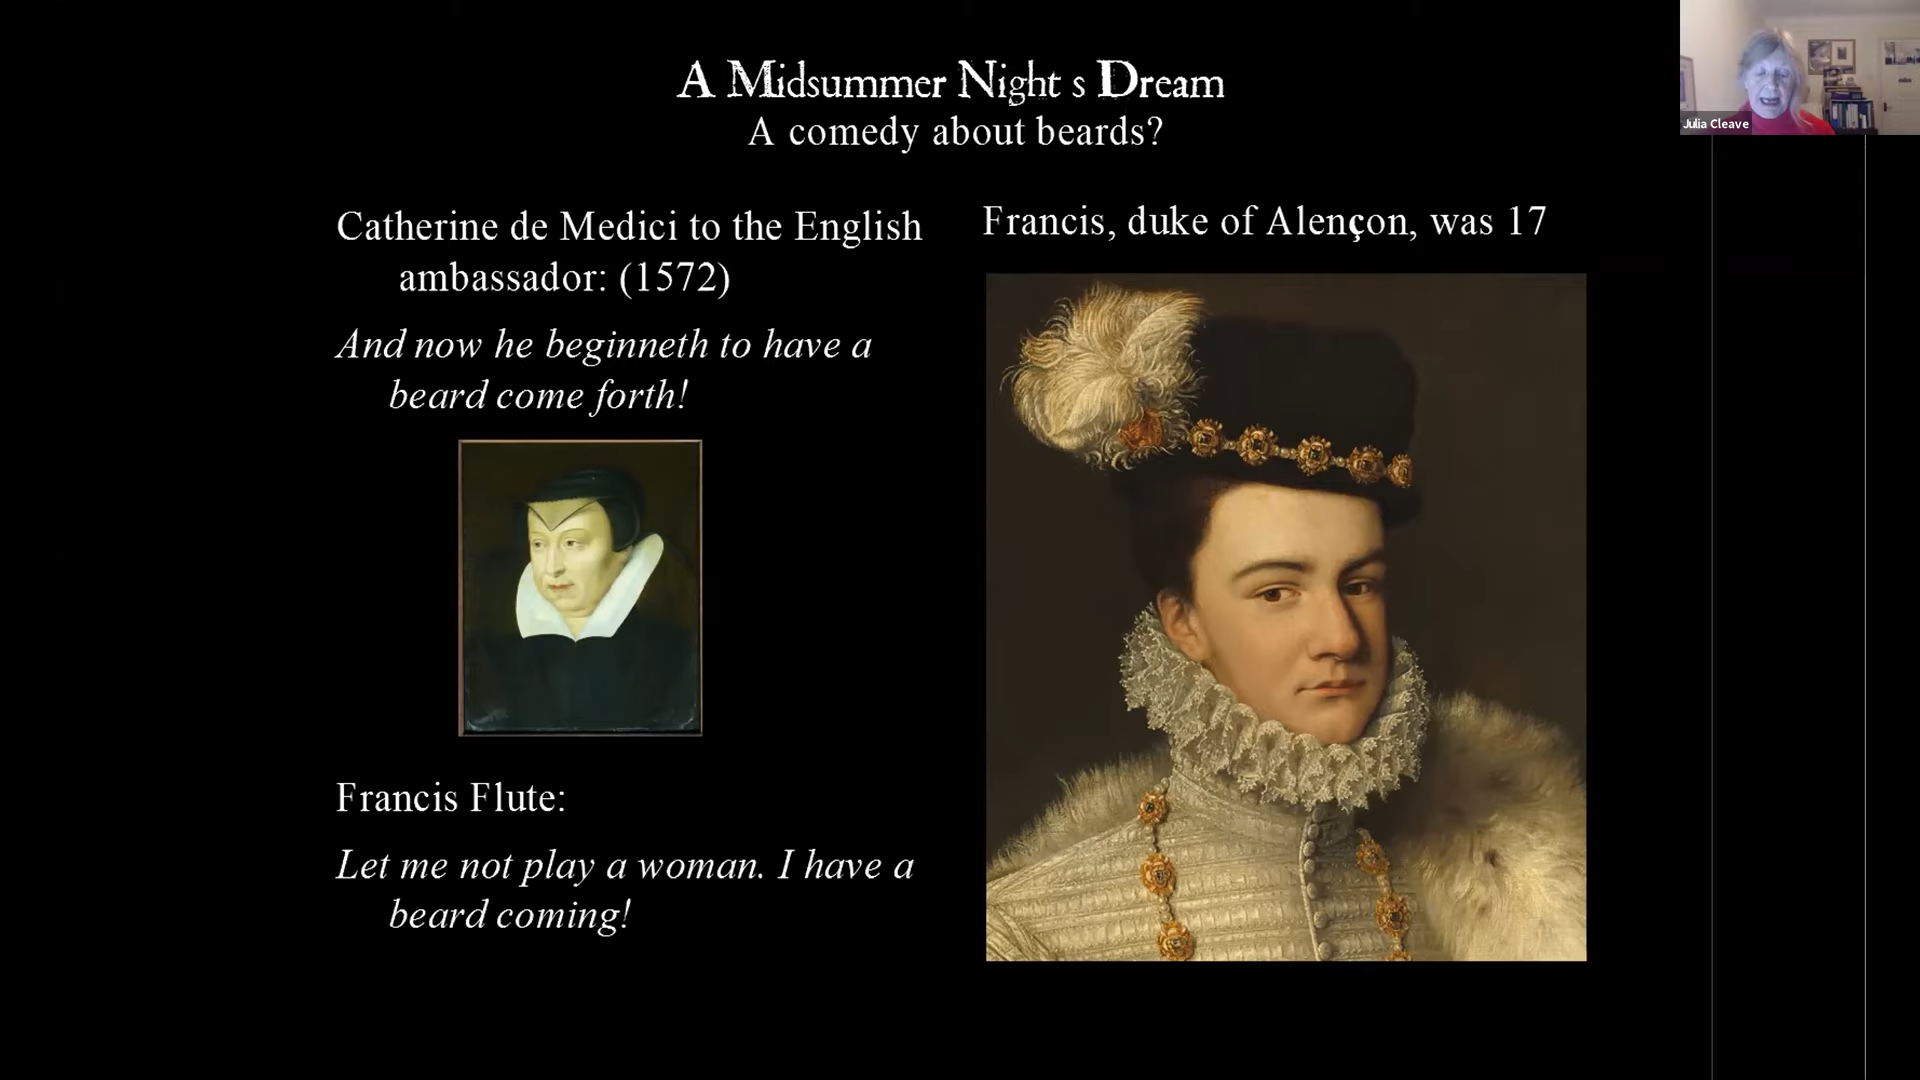 A Midsummer Night s Dream
A comedy about beards?
Julia Cleave
Catherine de Medici to the English
ambassador: (1572)
And now he beginneth to have a
beard come forth!
Francis Flute:
Let me not play a woman. I have a
beard coming!
Francis, duke of Alençon, was 17